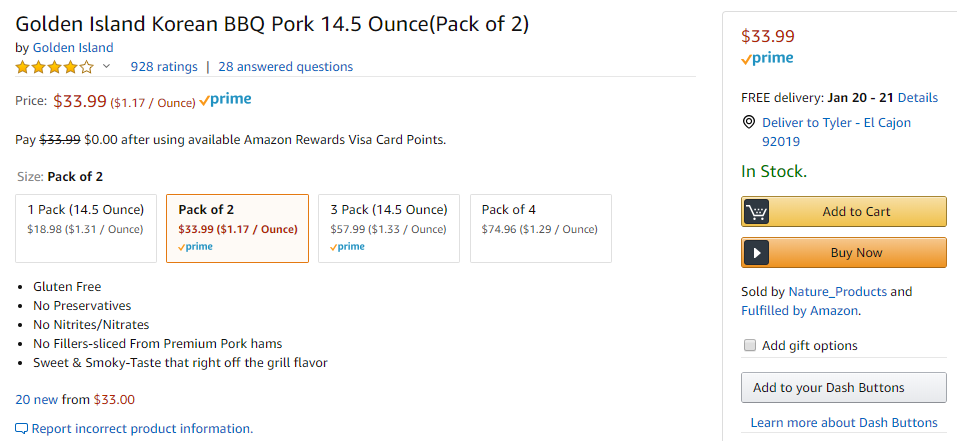 Golden Island Korean BBQ Pork 14.5 Ounce(Pack of 2)
by Golden Island
928 ratings | 28 answered questions
Price: $33.99 ($1.17 / Ounce) prime
Pay $33.99 $0.00 after using available Amazon Rewards Visa Card Points.
Size: Pack of 2
1 Pack (14.5 Ounce)
$18.98 ($1.31 / Ounce)
Pack of 2
$33.99 ($1.17 / Ounce)
prime
3 Pack (14.5 Ounce)
$57.99 ($1.33 / Ounce)
prime
Pack of 4
$74.96 ($1.29 / Ounce)
• Gluten Free
• No Preservatives
• No Nitrites/Nitrates
• No Fillers-sliced From Premium Pork hams
• Sweet & Smoky-Taste that right off the grill flavor
20 new from $33.00
Report incorrect product information.
$33.99
prime
FREE delivery: Jan 20 - 21 Details
Deliver to Tyler - El Cajon
92019
In Stock.
Add to Cart
Buy Now
Sold by Nature_Products and
Fulfilled by Amazon.
Add gift options
Add to your Dash Buttons
Learn more about Dash Buttons